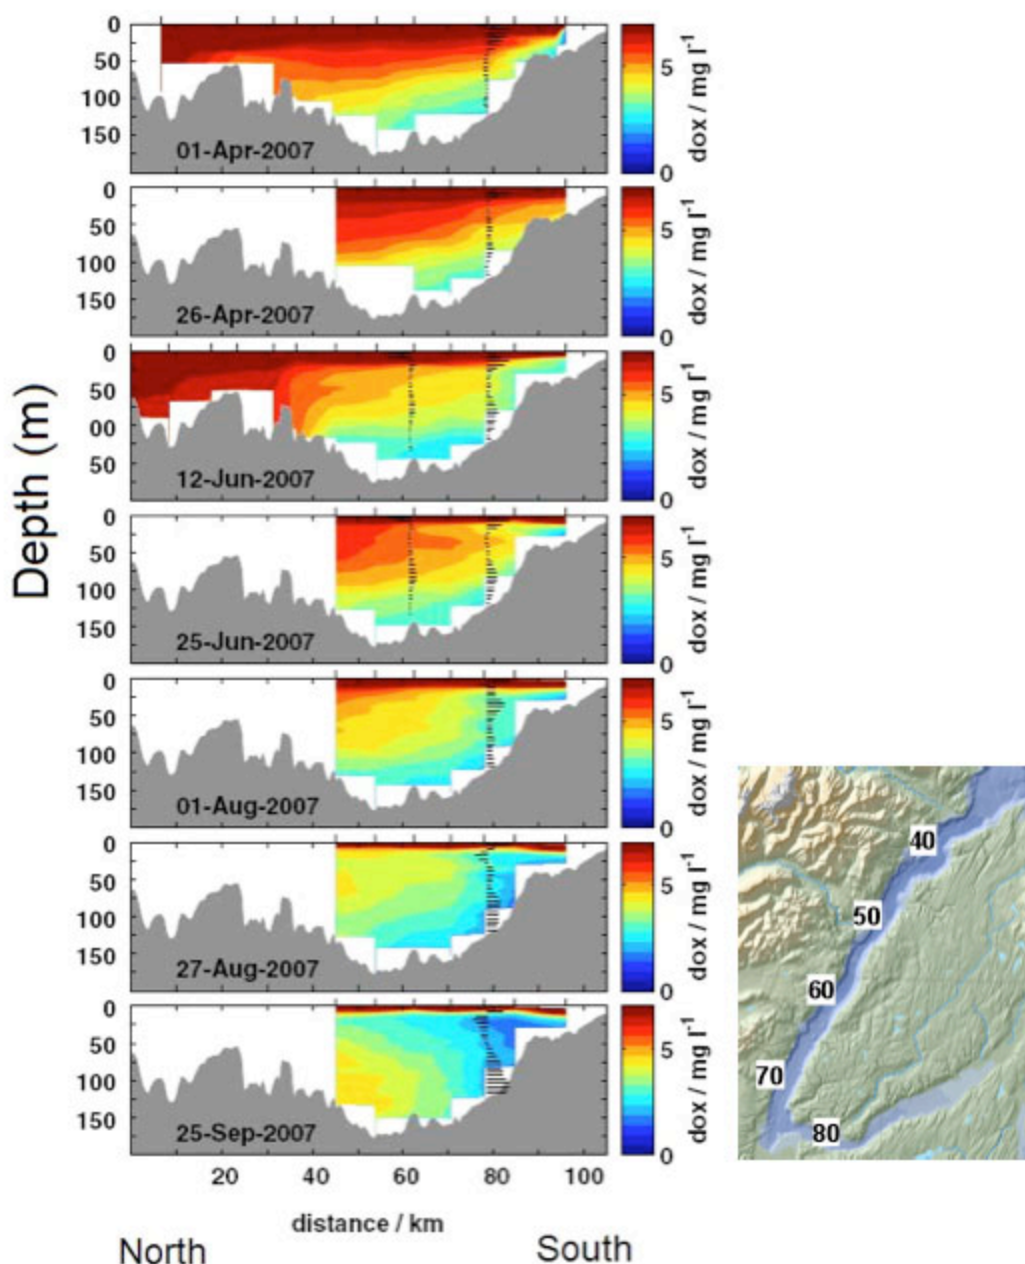 Depth (m)
0
50
100
150
01-Apr-2007
5
0
dox / mg l⁻¹
0
50
100
150
26-Apr-2007
5
0
dox / mg l⁻¹
0
50
00
50
12-Jun-2007
5
0
dox / mg l⁻¹
0
50
100
150
25-Jun-2007
5
0
dox / mg l⁻¹
0
50
100
150
01-Aug-2007
5
0
dox / mg l⁻¹
0
50
100
150
27-Aug-2007
5
0
dox / mg l⁻¹
0
50
100
150
25-Sep-2007
5
0
dox / mg l⁻¹
20 40 60 80 100
distance / km
North South
40
50
60
70
80